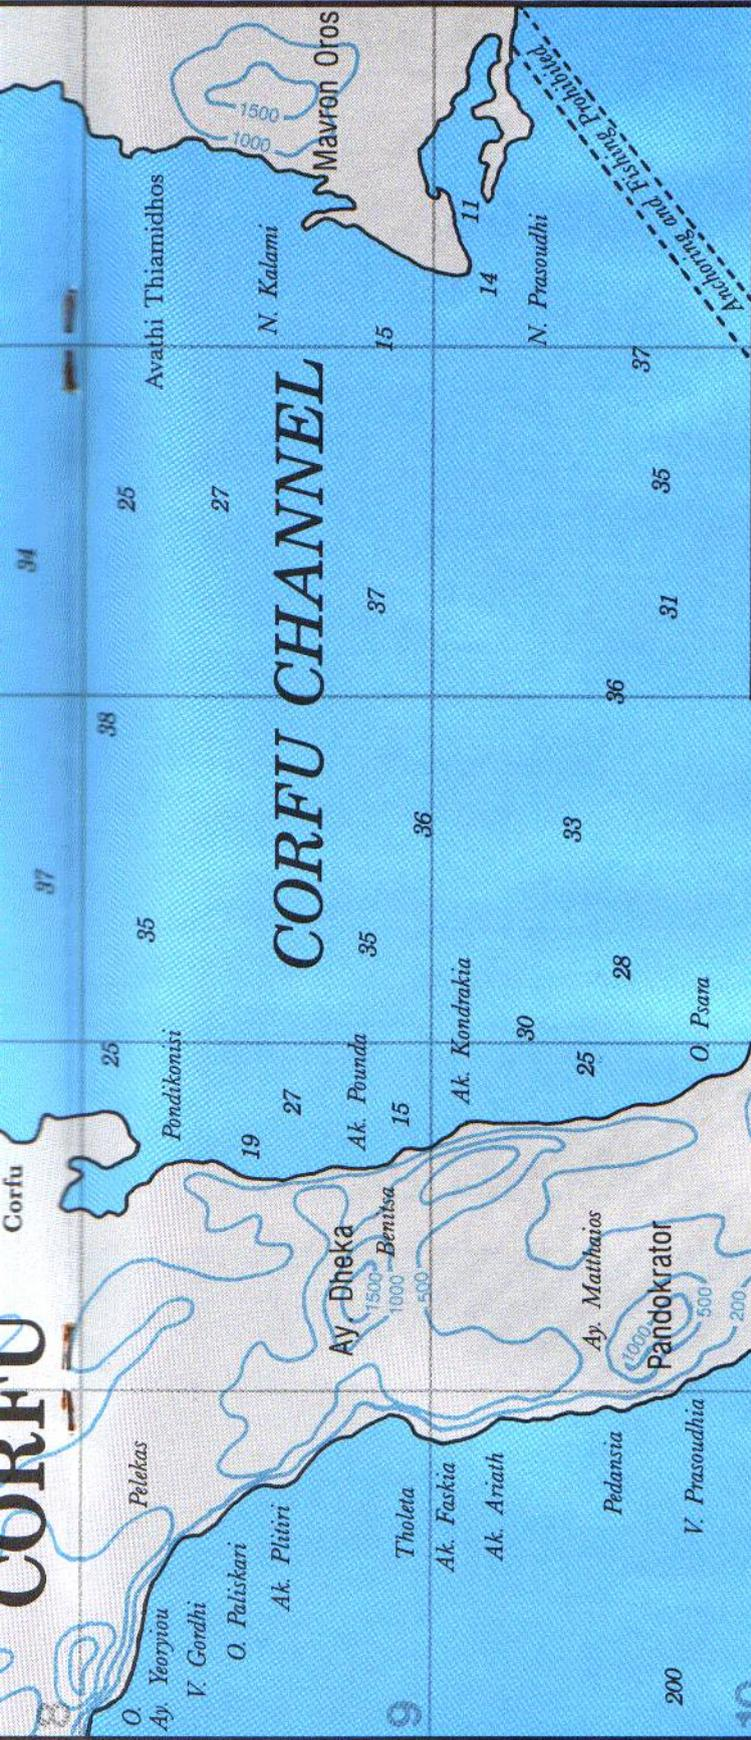 CORFU
Corfu
8
37
34
38
25
25
Pelekas
O.
Ay. Yeoryiou
V. Gordhi
O. Paliskari
Ak. Plitiri
Pondikonisi
35
Avathi Thiamidhos
19
27
27
N. Kalami
1500
1000
Mavron Oros
CORFU CHANNEL
Ay. Dheka
1500
1000
500
Benitsa
Ak. Pounda
15
35
37
15
9
Tholeta
Ak. Faskia
Ak. Ariath
36
Ak. Kondrakia
11
14
N. Prasoudhi
30
33
25
28
36
Ay. Matthaios
Pandokrator
1000
500
200
Pedansia
V. Prasoudhia
200
O. Psara
31
35
37
Anchoring and Fishing Prohibited
10